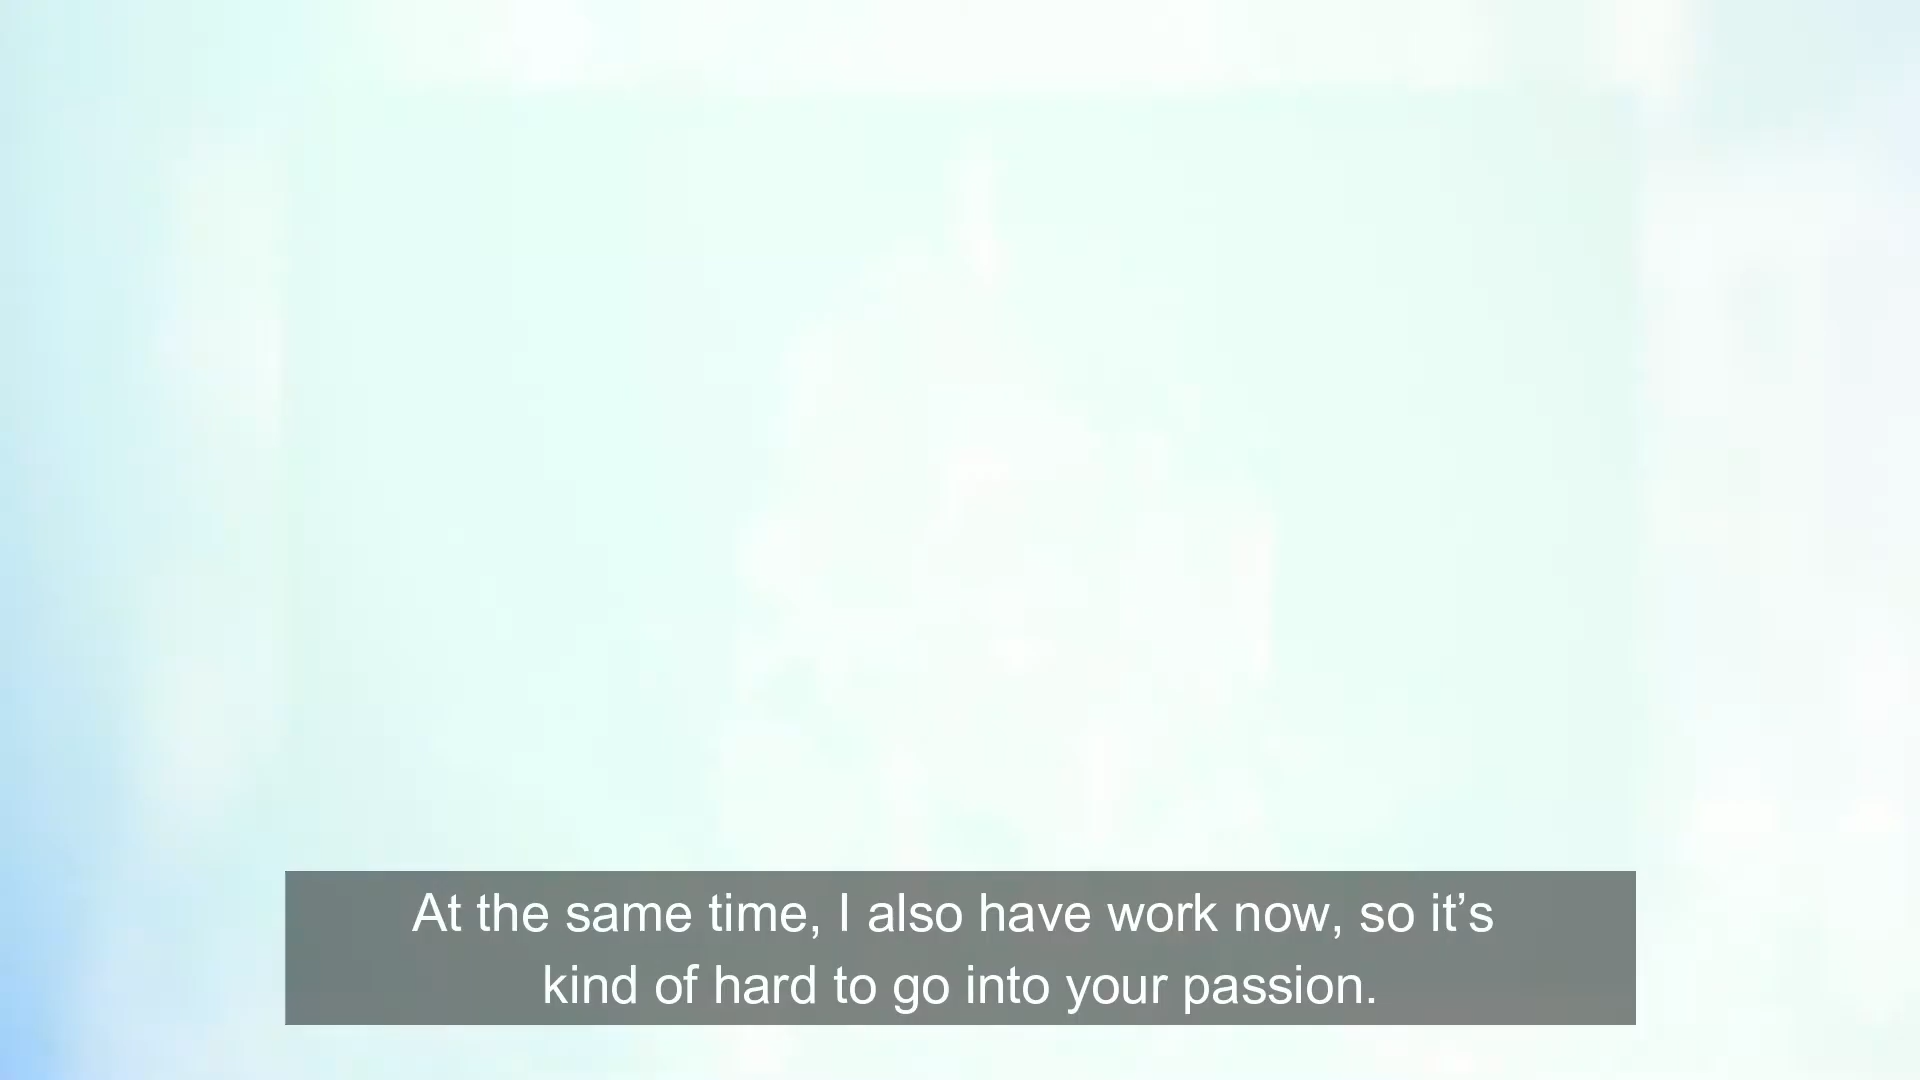 At the same time, I also have work now, so it’s
kind of hard to go into your passion.